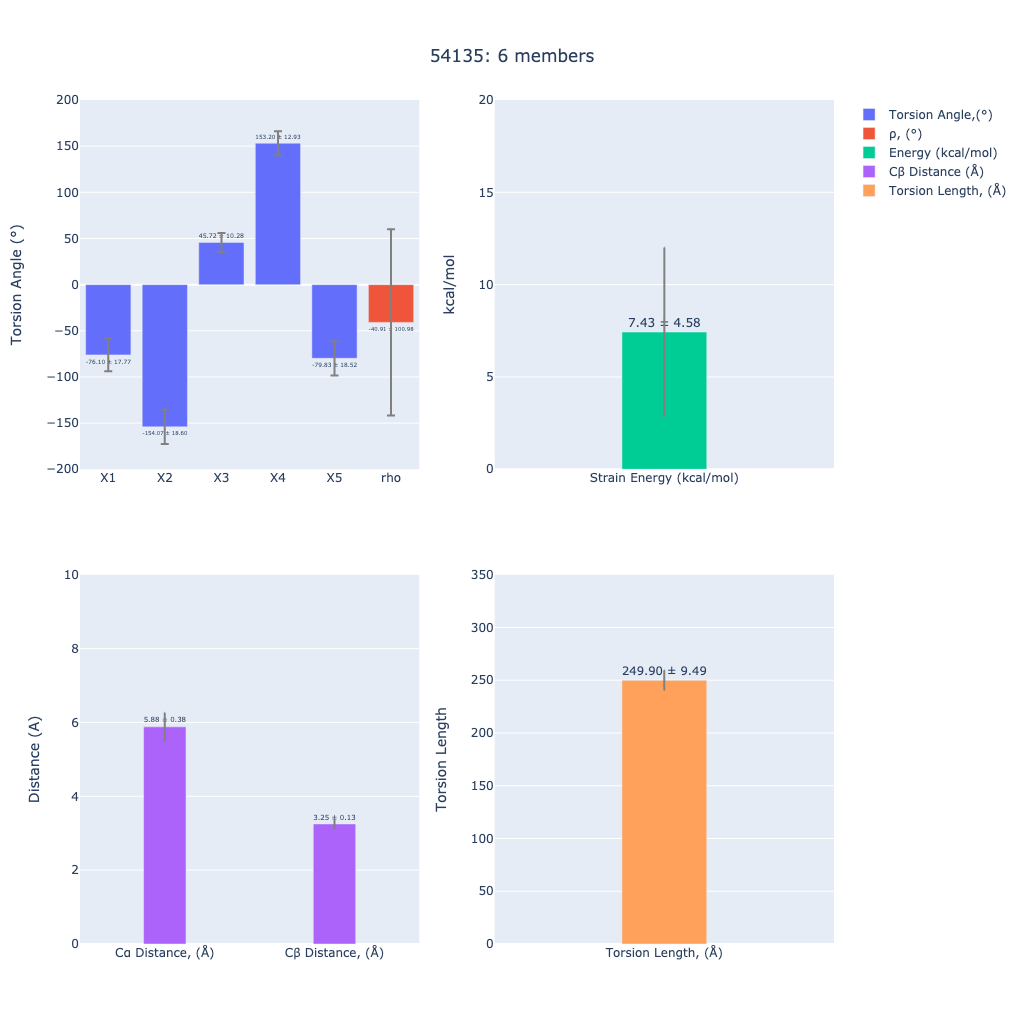 54135: 6 members
Torsion Angle (°)
200
150
100
50
0
−50
−100
−150
−200
-76.10 ± 17.77
-154.07 ± 18.60
45.72 ± 10.28
153.20 ± 12.93
-79.83 ± 18.52
-40.91 ± 100.98
X1 X2 X3 X4 X5 rho
kcal/mol
20
15
10
5
0
7.43 ± 4.58
Strain Energy (kcal/mol)
Torsion Angle,(°)
ρ, (°)
Energy (kcal/mol)
Cβ Distance (Å)
Torsion Length, (Å)
Distance (A)
10
8
6
4
2
0
5.88 ± 0.38
3.25 ± 0.13
Cα Distance, (Å) Cβ Distance, (Å)
Torsion Length
350
300
250
200
150
100
50
0
249.90 ± 9.49
Torsion Length, (Å)